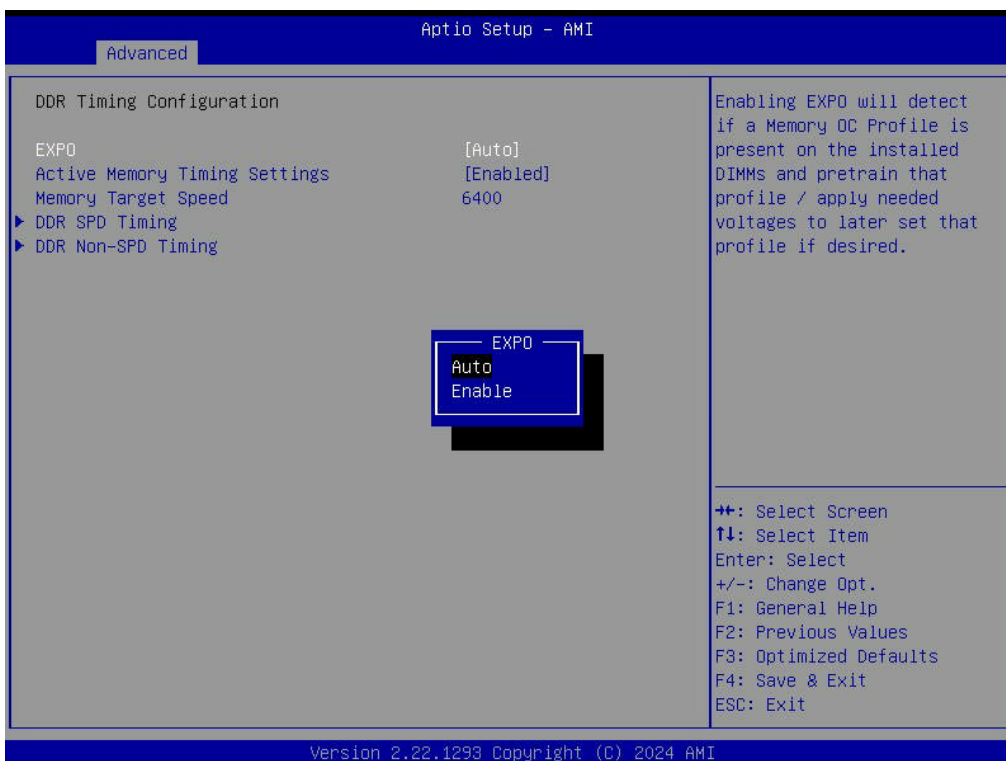 Aptio Setup – AMI
Advanced
DDR Timing Configuration
EXPO [Auto]
Active Memory Timing Settings [Enabled]
Memory Target Speed 6400
▶ DDR SPD Timing
▶ DDR Non-SPD Timing
Enabling EXPO will detect
if a Memory OC Profile is
present on the installed
DIMMs and pretrain that
profile / apply needed
voltages to later set that
profile if desired.
EXPO
Auto
Enable
→←: Select Screen
↑↓: Select Item
Enter: Select
+/-: Change Opt.
F1: General Help
F2: Previous Values
F3: Optimized Defaults
F4: Save & Exit
ESC: Exit
Version 2.22.1293 Copyright (C) 2024 AMI